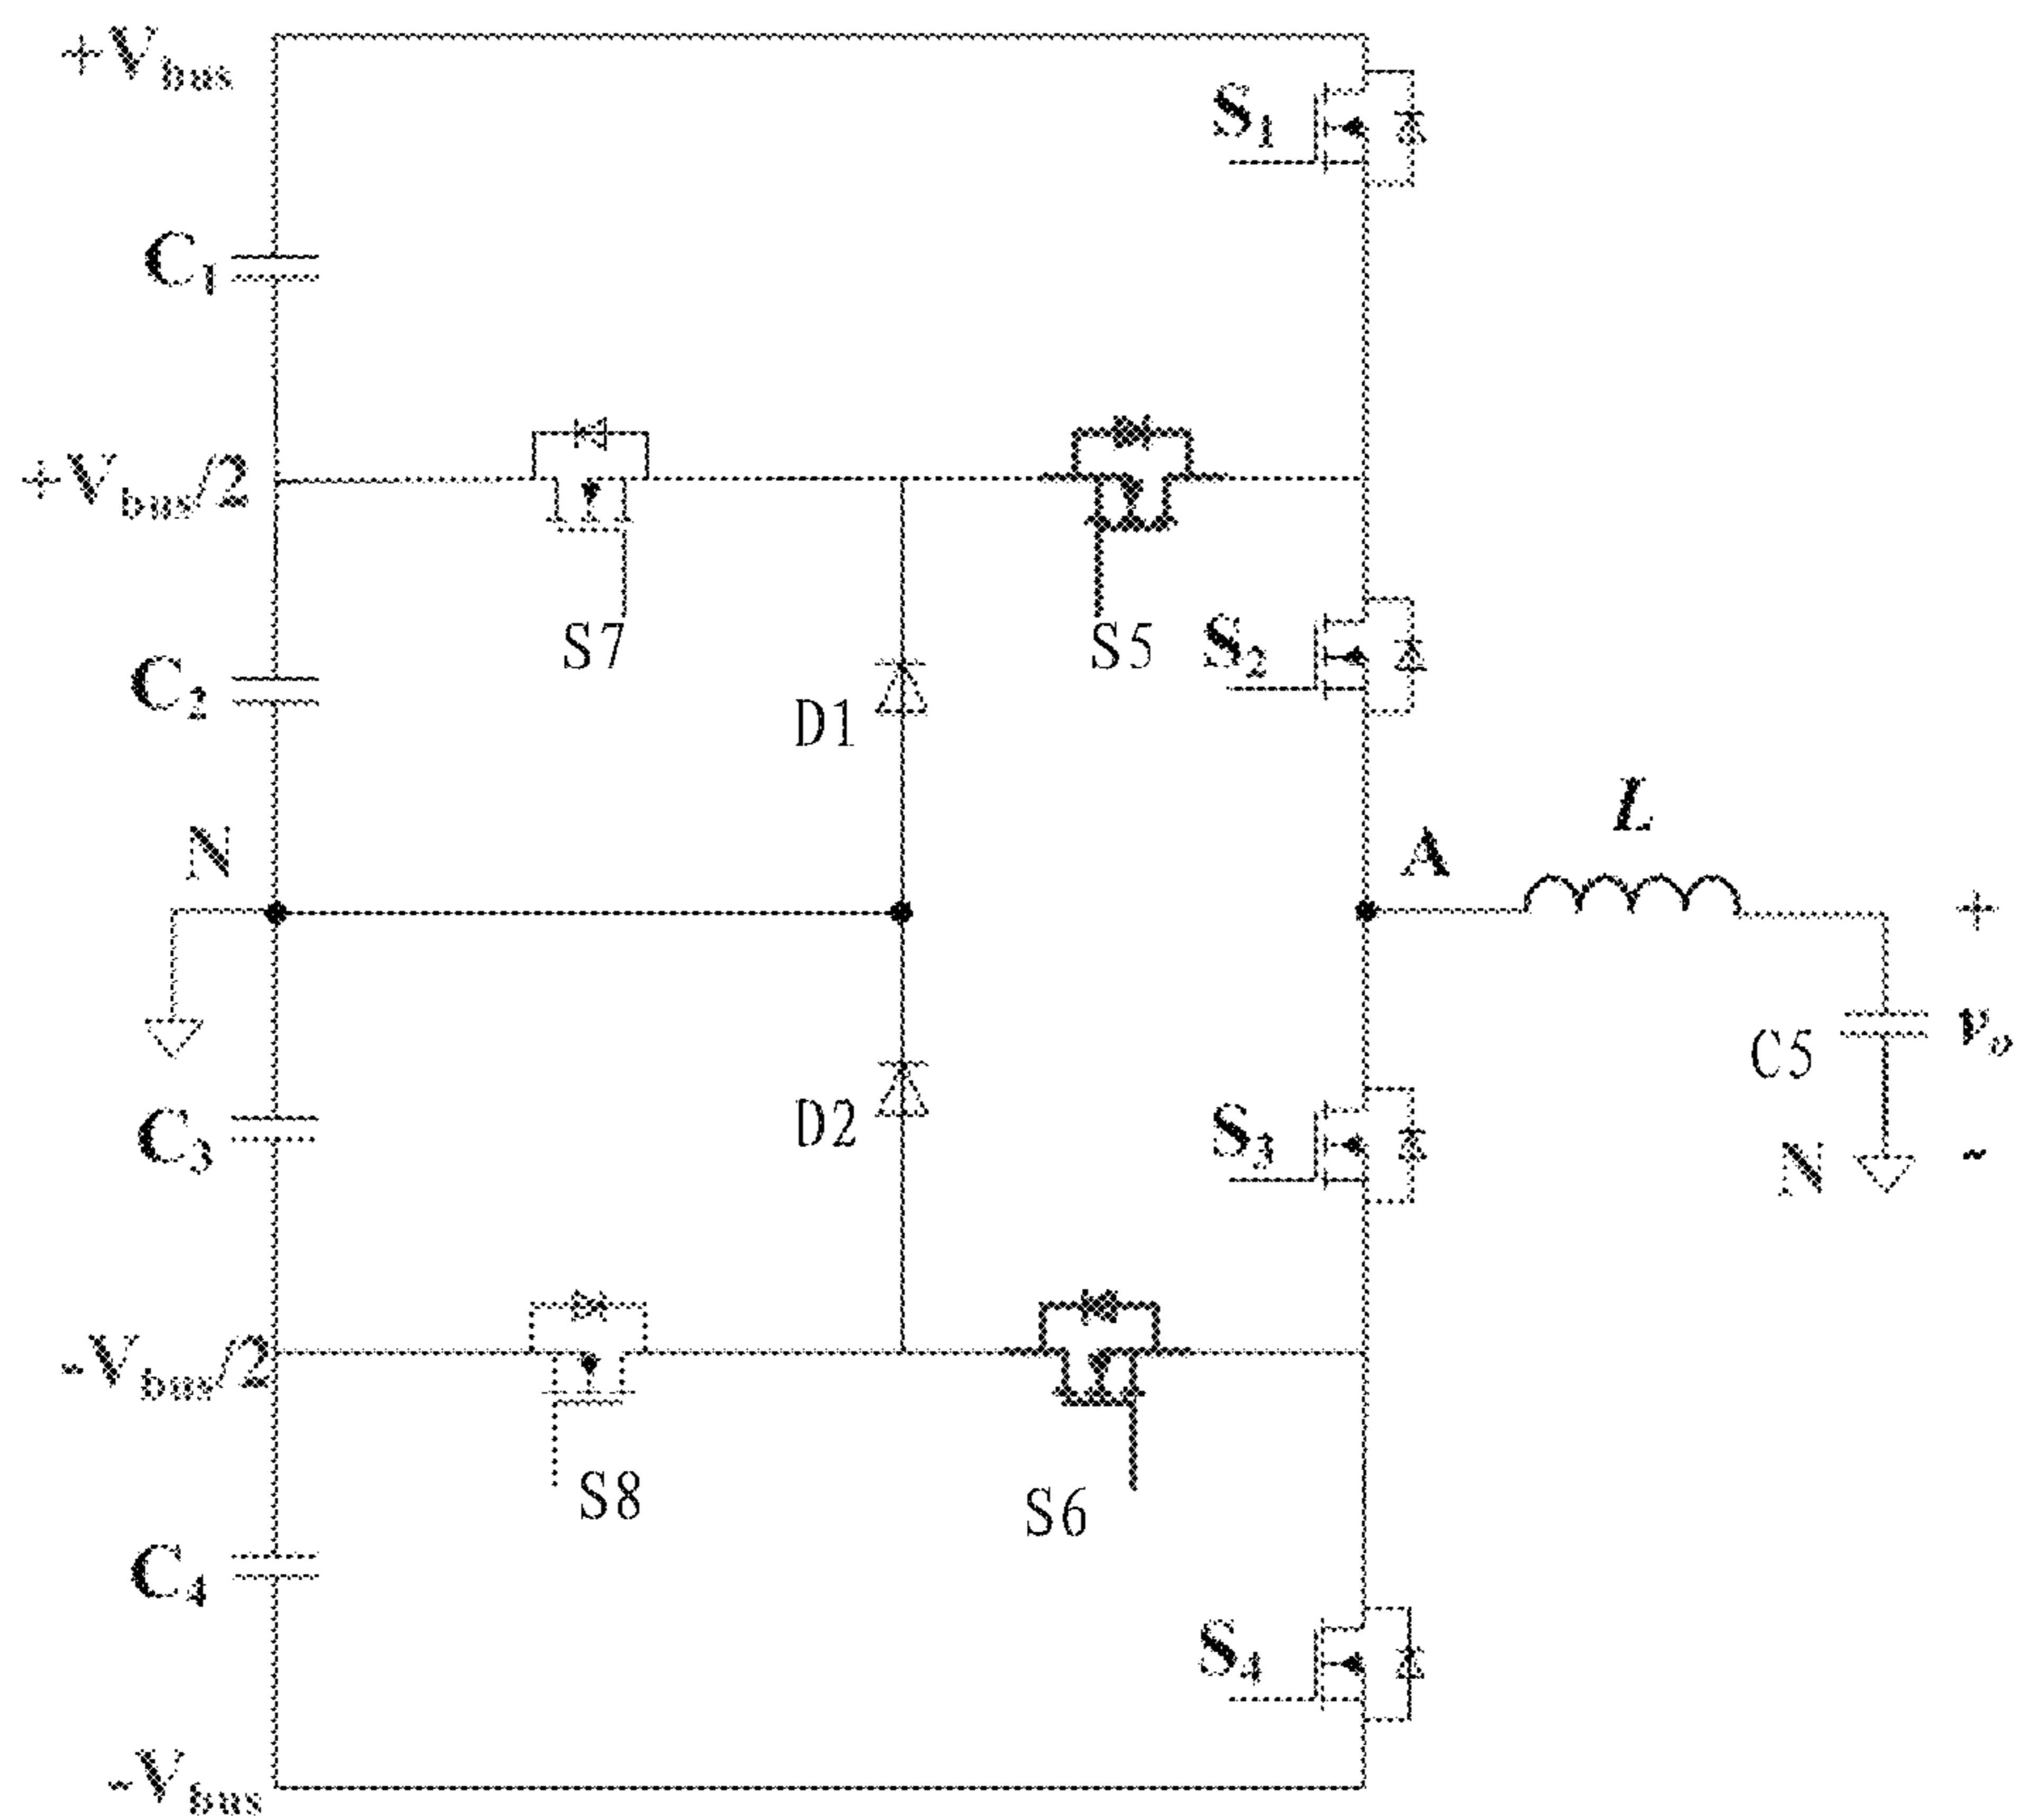 +Vbus
S1
C1
+Vbus/2
S7
S5
S2
C2
D1
L
N
A
+
C5
vo
C3
D2
S3
N
-
-Vbus/2
S8
S6
C4
S4
-Vbus